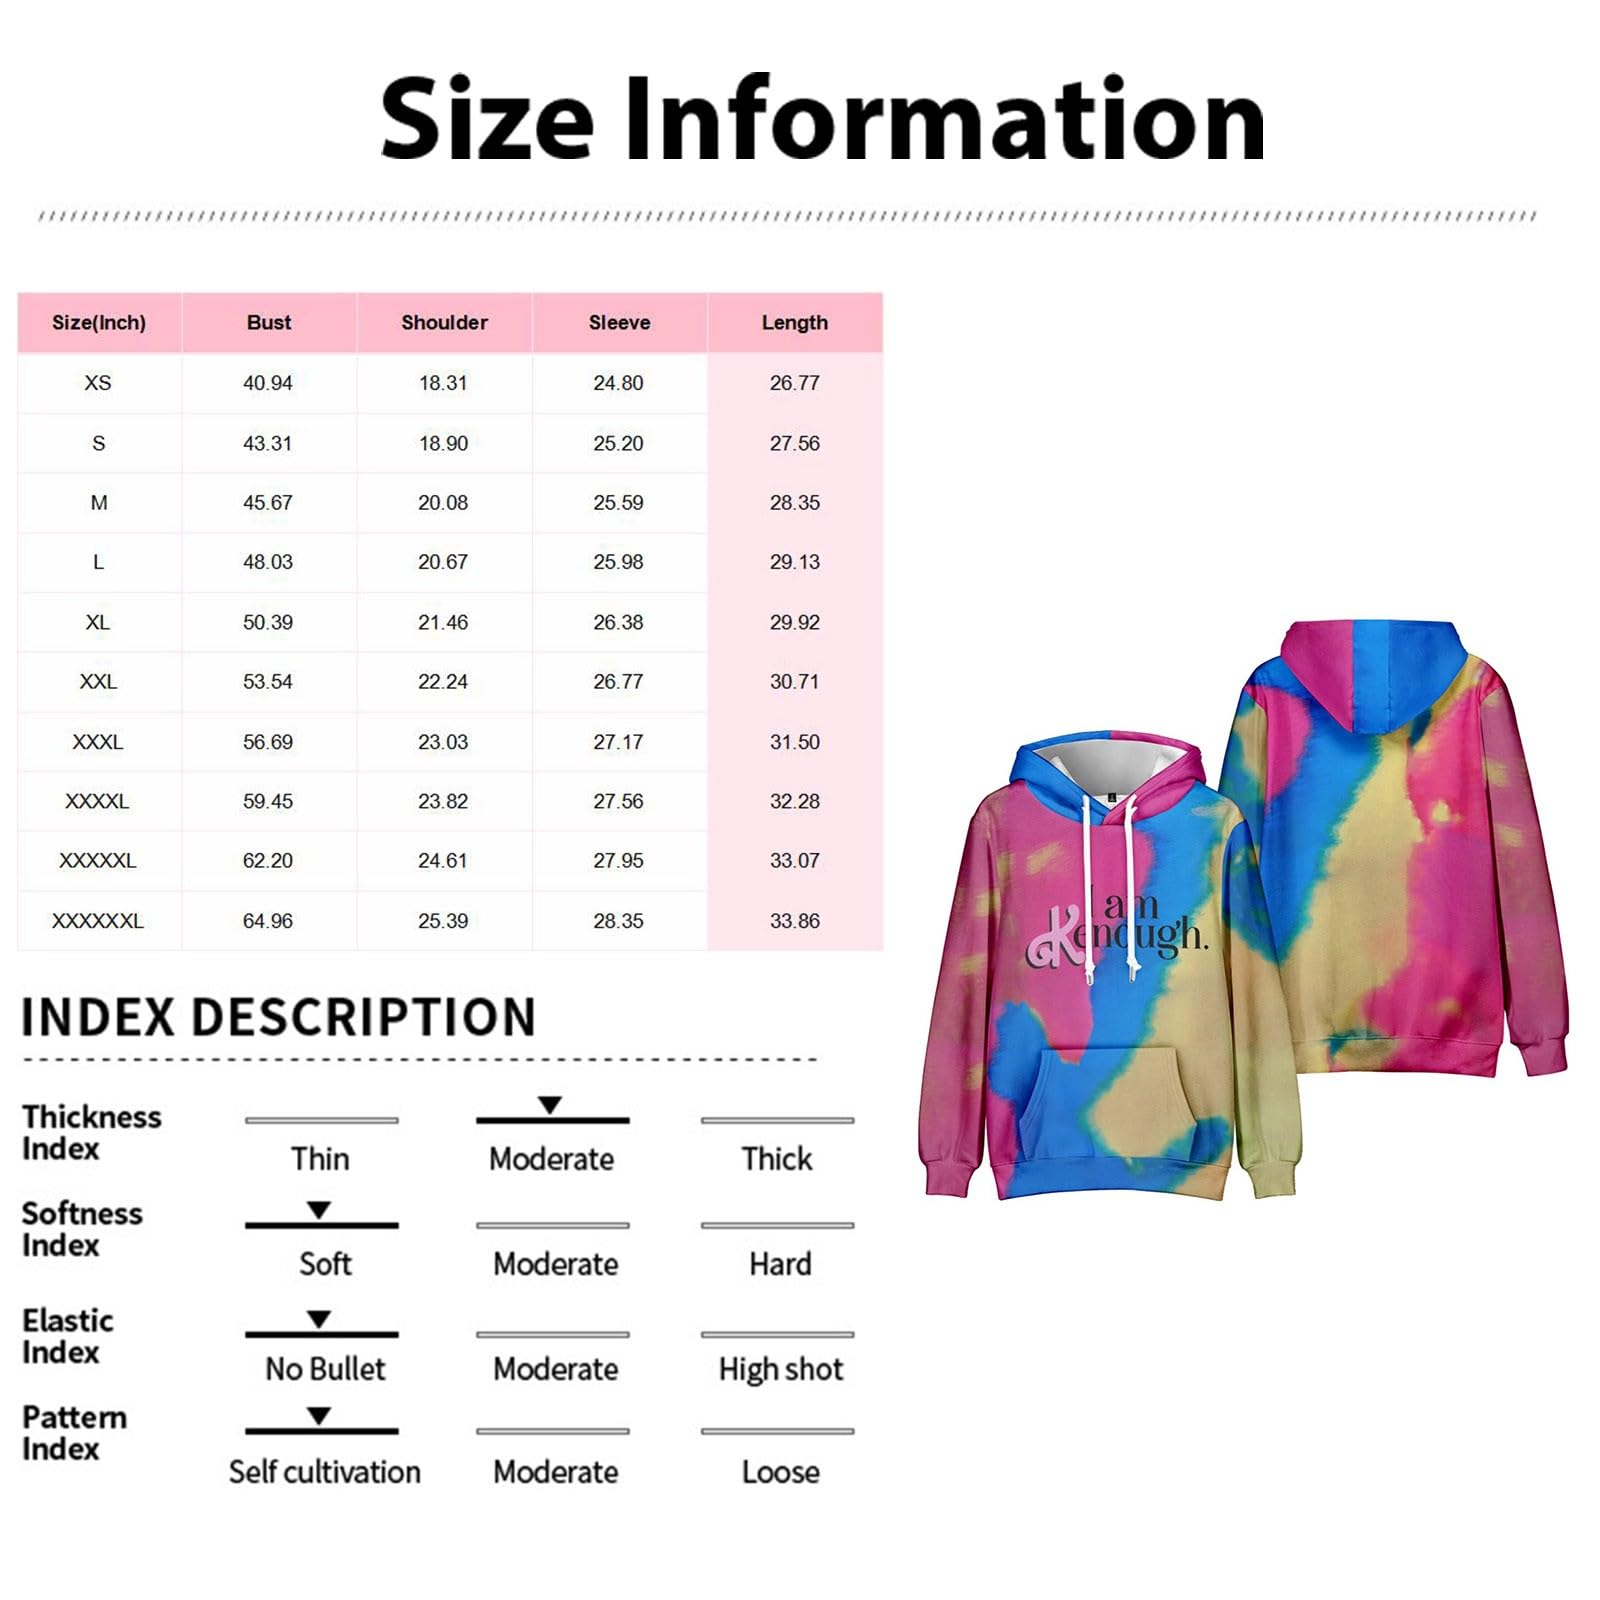 Size Information
Size(Inch) Bust Shoulder Sleeve Length
XS 40.94 18.31 24.80 26.77
S 43.31 18.90 25.20 27.56
M 45.67 20.08 25.59 28.35
L 48.03 20.67 25.98 29.13
XL 50.39 21.46 26.38 29.92
XXL 53.54 22.24 26.77 30.71
XXXL 56.69 23.03 27.17 31.50
XXXXL 59.45 23.82 27.56 32.28
XXXXXL 62.20 24.61 27.95 33.07
XXXXXXL 64.96 25.39 28.35 33.86
I am
Kenough.
INDEX DESCRIPTION
Thickness
Index
Thin Moderate Thick
Softness
Index
Soft Moderate Hard
Elastic
Index
No Bullet Moderate High shot
Pattern
Index
Self cultivation Moderate Loose